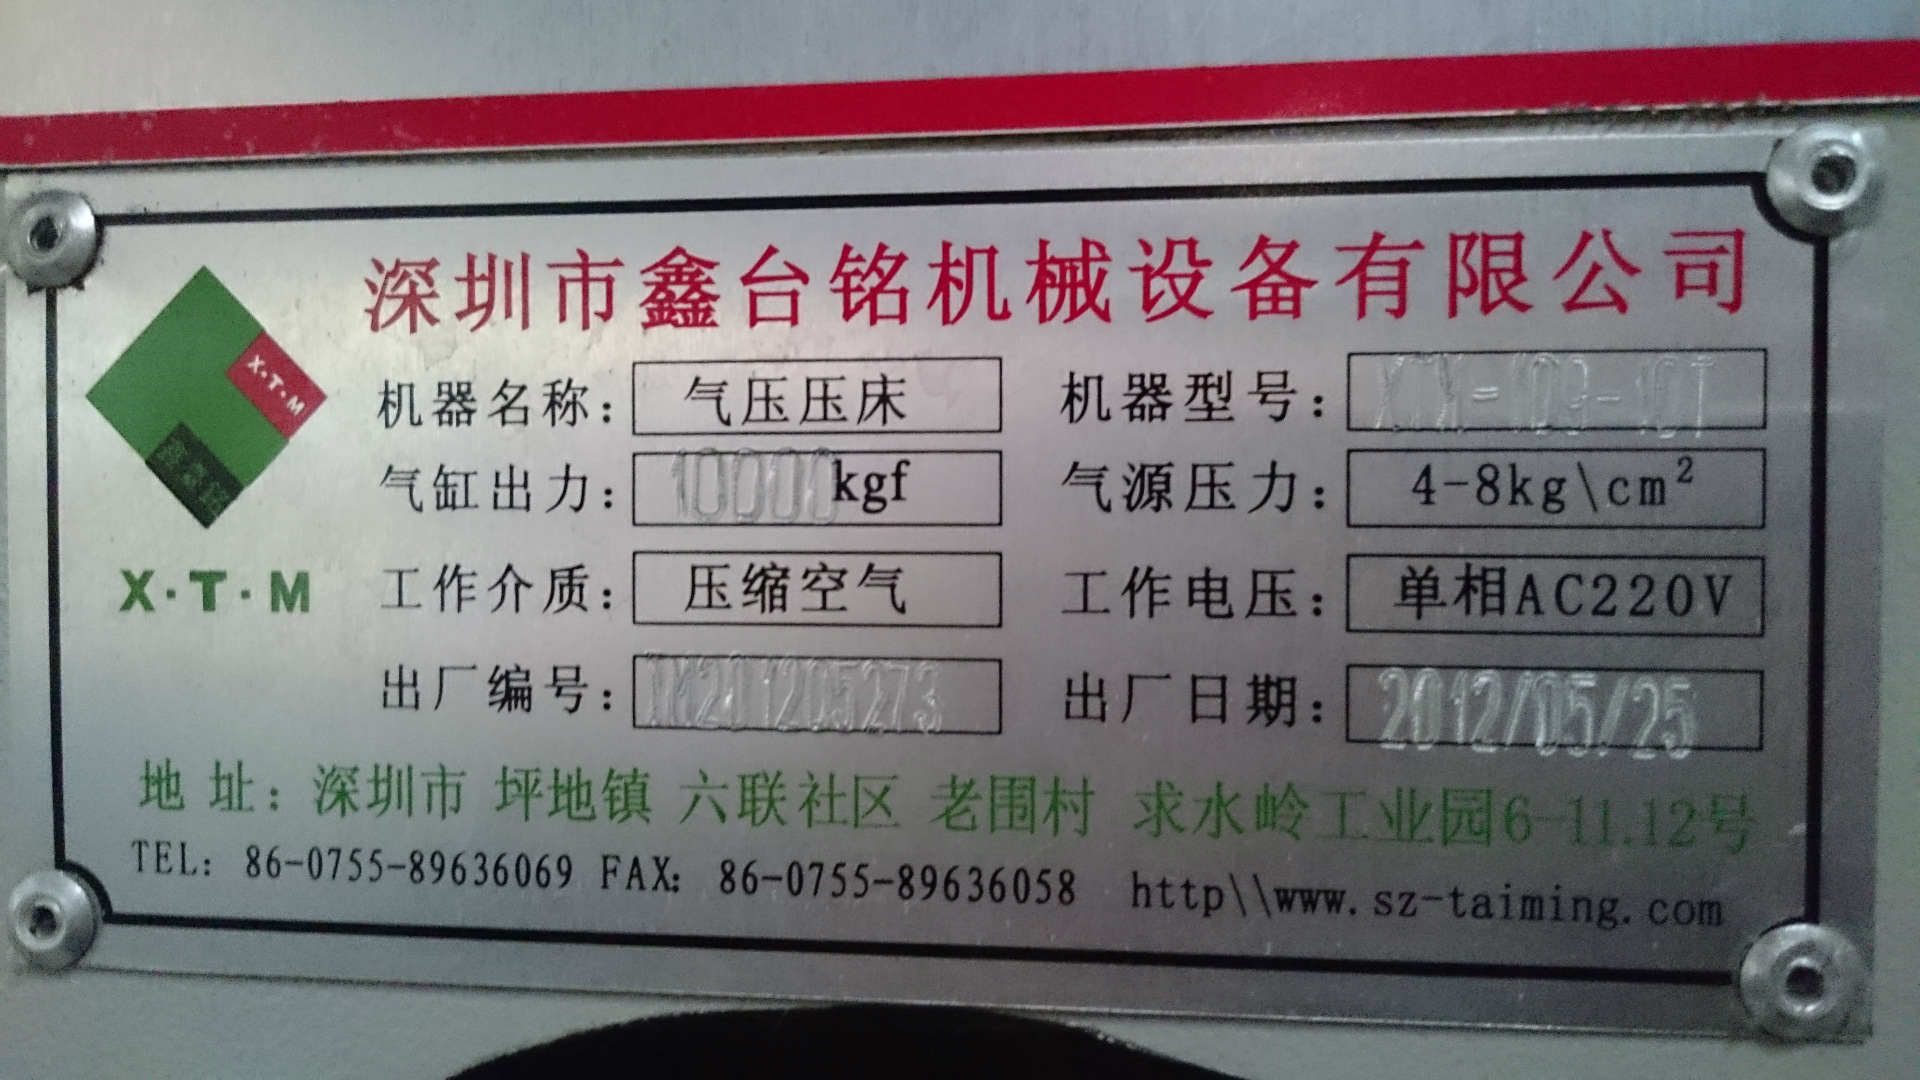 深圳市鑫台铭机械设备有限公司
X·T·M
机器名称: 气压压床 机器型号: -103-10T
气缸出力: 10000kgf 气源压力: 4-8kg\cm²
工作介质: 压缩空气 工作电压: 单相AC220V
X·T·M
出厂编号: TM201205273 出厂日期: 2012/05/25
地址: 深圳市 坪地镇 六联社区 老围村 求水岭工业园6-11.12号
TEL: 86-0755-89636069 FAX: 86-0755-89636058 http\\www.sz-taiming.com